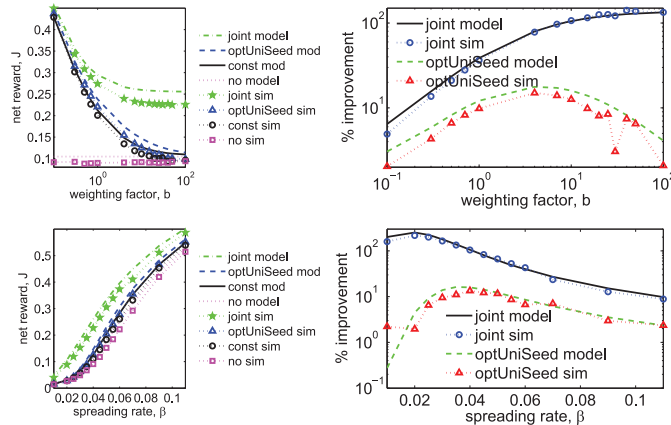 net reward, J
0.45
0.4
0.3
0.2
0.1
10^0
10^2
weighting factor, b
joint model
optUniSeed mod
const mod
no model
joint sim
optUniSeed sim
const sim
no sim
% improvement
10^2
10^1
10^-1
10^0
10^1
10^2
weighting factor, b
joint model
joint sim
optUniSeed model
optUniSeed sim
net reward, J
0.5
0.4
0.3
0.2
0.1
0
0.02
0.04
0.06
0.08
0.1
spreading rate, β
joint model
optUniSeed mod
const mod
no model
joint sim
optUniSeed sim
const sim
no sim
% improvement
10^2
10^1
10^0
10^-1
0.02
0.04
0.06
0.08
0.1
spreading rate, β
joint model
joint sim
optUniSeed model
optUniSeed sim